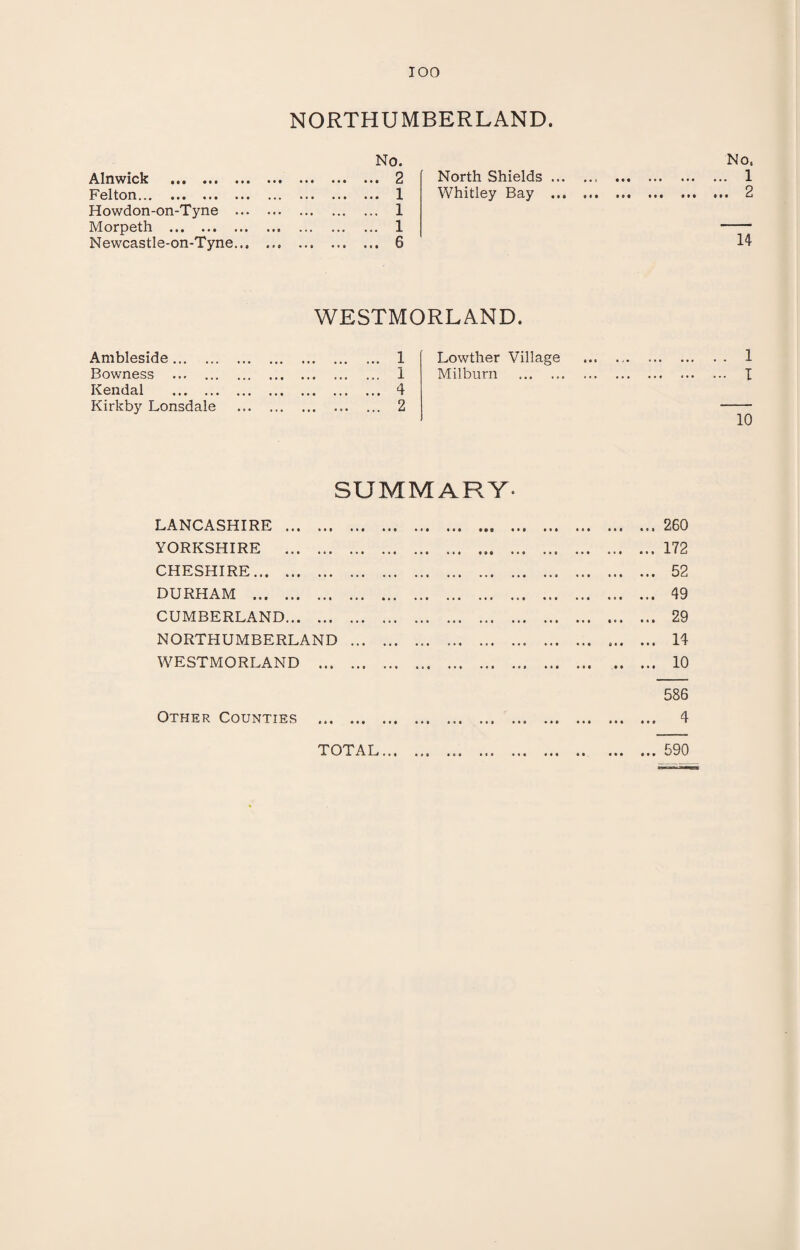 100
NORTHUMBERLAND.
No.
Alnwick ... ... ... ... ... ... ... 2
Felton... ... ... ... ... ... ... ... 1
Howdon-on-Tyne ... ... ... ... ... 1
Morpeth ... ... ... ... ... ... ... 1
Newcastle-on-Tyne... ... ... ... ... 6
No.
North Shields ... ... ... ... ... ... 1
Whitley Bay ... ... ... ... ... ... 2
14
WESTMORLAND.
Ambleside ... ... ... ... ... ... ... 1
Bowness ... ... ... ... ... ... ... 1
Kendal ... ... ... ... ... ... ... 4
Kirkby Lonsdale ... ... ... ... ... 2
Lowther Village ... ... ... ... .. 1
Milburn ... ... ... ... ... ... ... 1
10
SUMMARY.
LANCASHIRE ... ... ... ... ... ... ... ... ... ... ... ... 260
YORKSHIRE ... ... ... ... ... ... ... ... ... ... ... ... 172
CHESHIRE... ... ... ... ... ... ... ... ... ... ... ... ... 52
DURHAM ... ... ... ... ... ... ... ... ... ... ... ... ... 49
CUMBERLAND... ... ... ... ... ... ... ... ... ... ... ... 29
NORTHUMBERLAND ... ... ... ... ... ... ... ... ... ... 14
WESTMORLAND ... ... ... ... ... ... ... ... ... .. ... 10
586
OTHER COUNTIES ... ... ... ... ... ... ... ... ... ... ... 4
TOTAL... ... ... ... ... ... .. ... ... 590